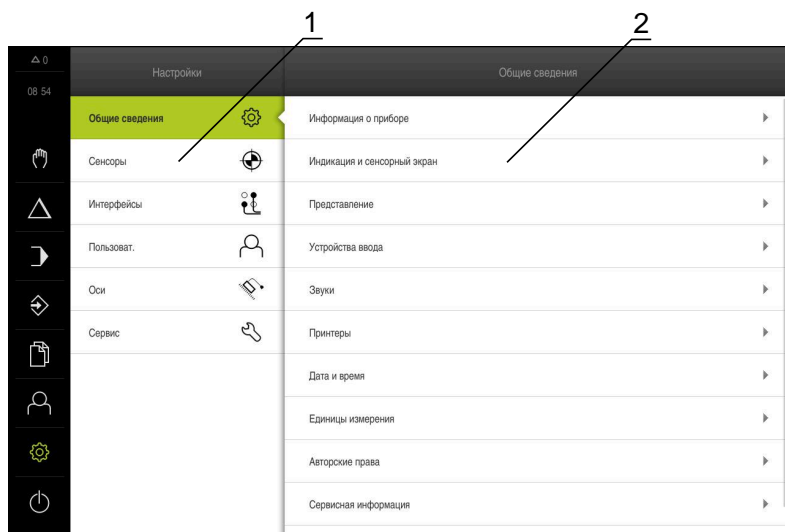 1
2
0
08 54
Настройки
Общие сведения
Общие сведения
Сенсоры
Интерфейсы
Пользоват.
Оси
Сервис
Информация о приборе
Индикация и сенсорный экран
Представление
Устройства ввода
Звуки
Принтеры
Дата и время
Единицы измерения
Авторские права
Сервисная информация